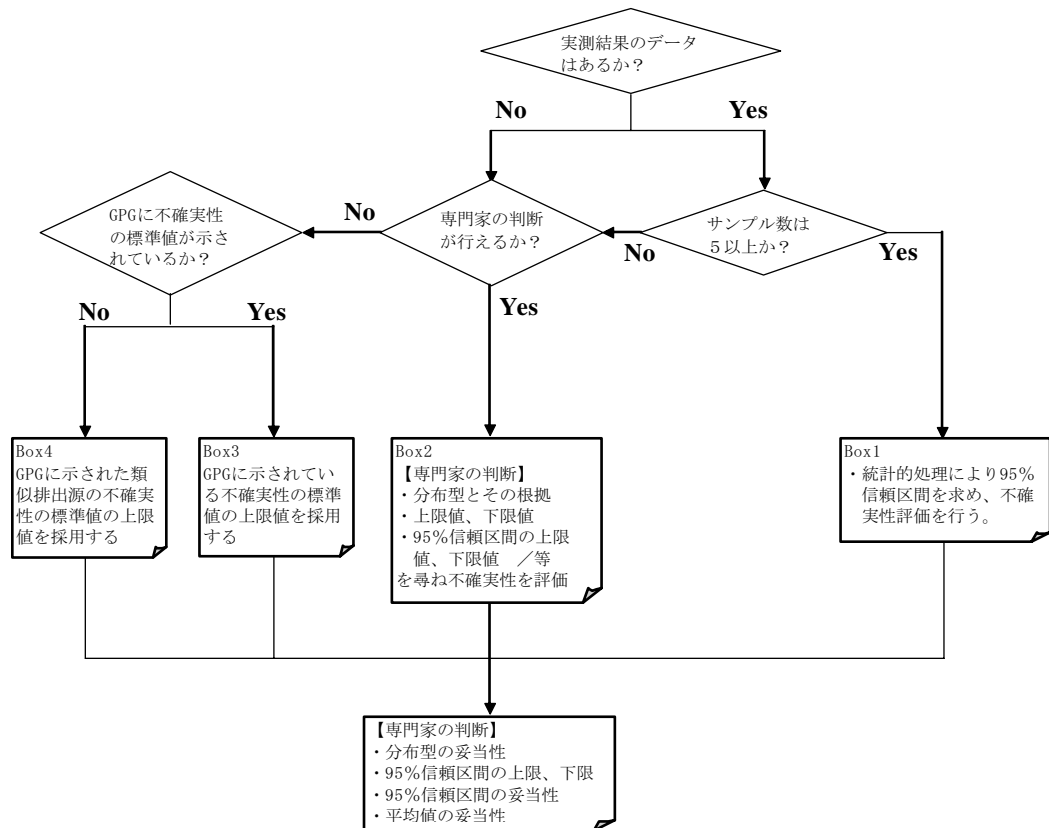 実測結果のデータ
はあるか？
No
Yes
GPGに不確実性
の標準値が示さ
れているか？
No
専門家の判断
が行えるか？
No
サンプル数は
５以上か？
Yes
No
Yes
Yes
Box4
GPGに示された類
似排出源の不確実
性の標準値の上限
値を採用する
Box3
GPGに示されてい
る不確実性の標準
値の上限値を採用
する
Box2
【専門家の判断】
・分布型とその根拠
・上限値、下限値
・95%信頼区間の上限
値、下限値　／等
を尋ね不確実性を評価
Box1
・統計的処理により95%
信頼区間を求め、不確
実性評価を行う。
【専門家の判断】
・分布型の妥当性
・95%信頼区間の上限、下限
・95%信頼区間の妥当性
・平均値の妥当性